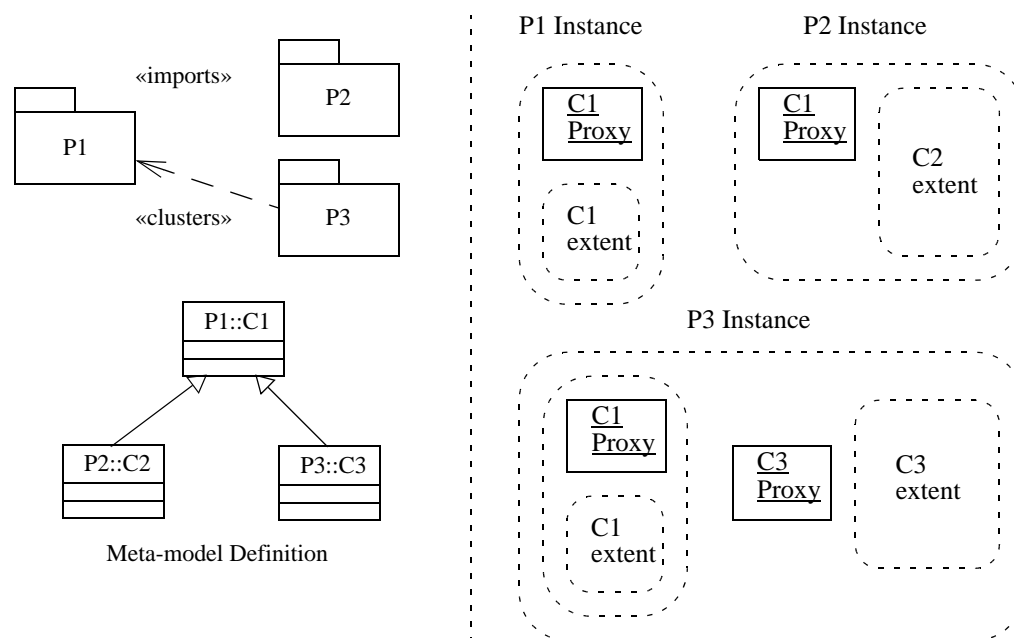 «imports»
P2
P1
«clusters»
P3
P1::C1
P2::C2
P3::C3
Meta-model Definition
P1 Instance
C1
Proxy
C1
extent
P2 Instance
C1
Proxy
C2
extent
P3 Instance
C1
Proxy
C1
extent
C3
Proxy
C3
extent